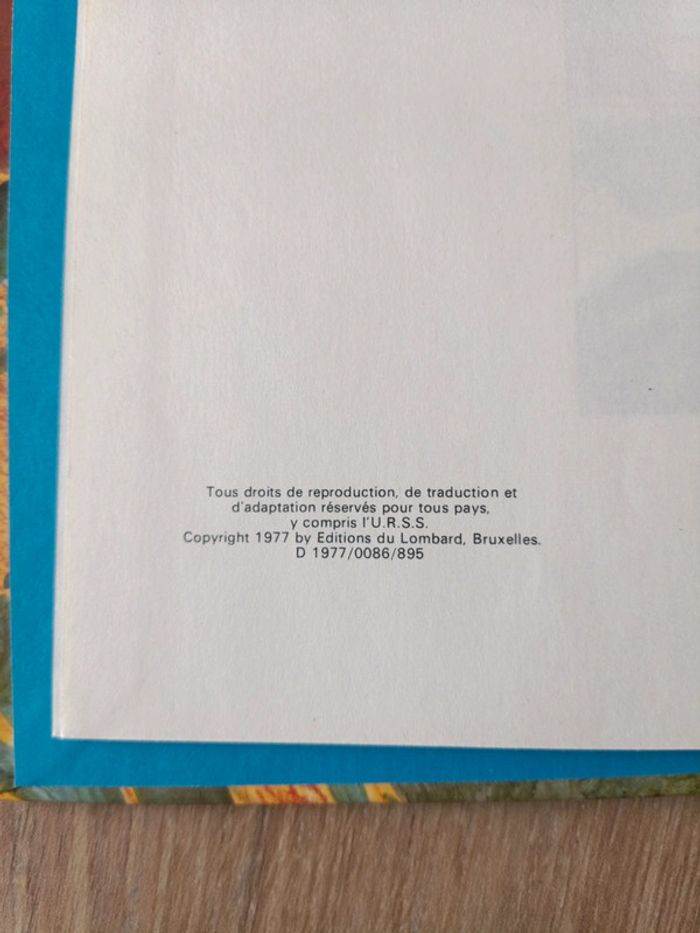 Tous droits de reproduction, de traduction et
d'adaptation réservés pour tous pays,
y compris l'U.R.S.S.
Copyright 1977 by Editions du Lombard, Bruxelles.
D 1977/0086/895